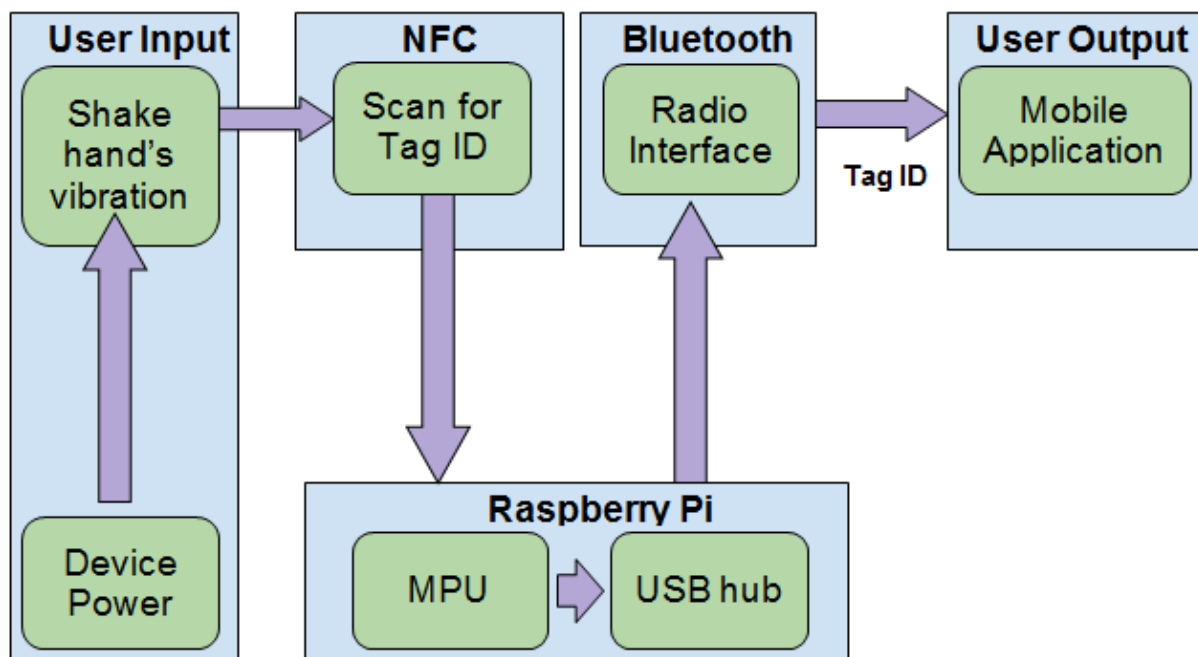 User Input
Shake
hand's
vibration
Device
Power
NFC
Scan for
Tag ID
Bluetooth
Radio
Interface
Tag ID
User Output
Mobile
Application
Raspberry Pi
MPU
USB hub